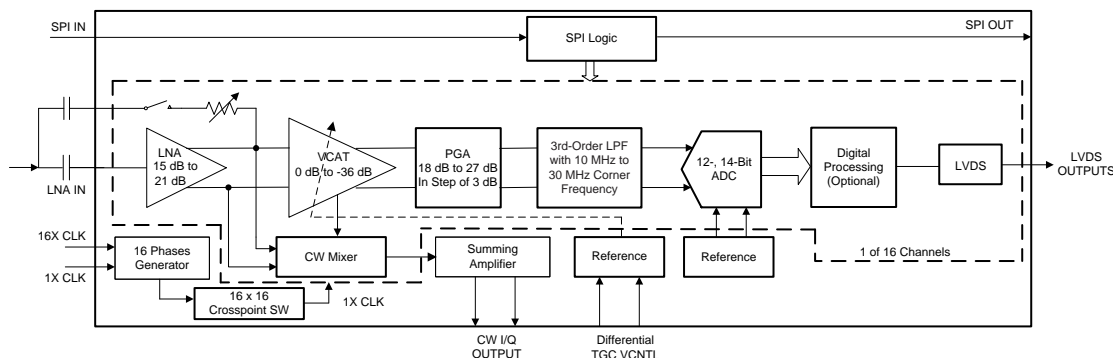 SPI IN
SPI Logic
SPI OUT
LNA
15 dB to
21 dB
VCAT
0 dB to -36 dB
PGA
18 dB to 27 dB
In Step of 3 dB
3rd-Order LPF
with 10 MHz to
30 MHz Corner
Frequency
12-, 14-Bit
ADC
Digital
Processing
(Optional)
LVDS
LVDS
OUTPUTS
LNA IN
16X CLK
1X CLK
16 Phases
Generator
CW Mixer
Summing
Amplifier
Reference
Reference
1 of 16 Channels
16 x 16
Crosspoint SW
1X CLK
CW I/Q
OUTPUT
Differential
TGC VCNTL